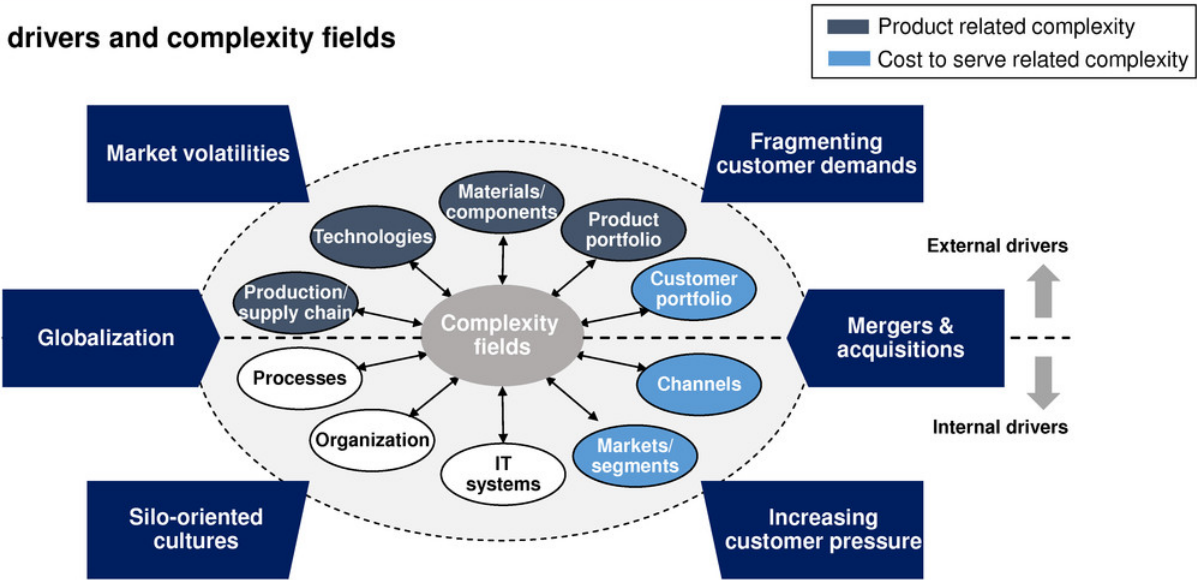 drivers and complexity fields
Product related complexity
Cost to serve related complexity
Market volatilities
Fragmenting
customer demands
Materials/
components
Technologies
Product
portfolio
External drivers
Production/
supply chain
Customer
portfolio
Globalization
Complexity
fields
Mergers &
acquisitions
Processes
Channels
Organization
Internal drivers
IT
systems
Markets/
segments
Silo-oriented
cultures
Increasing
customer pressure